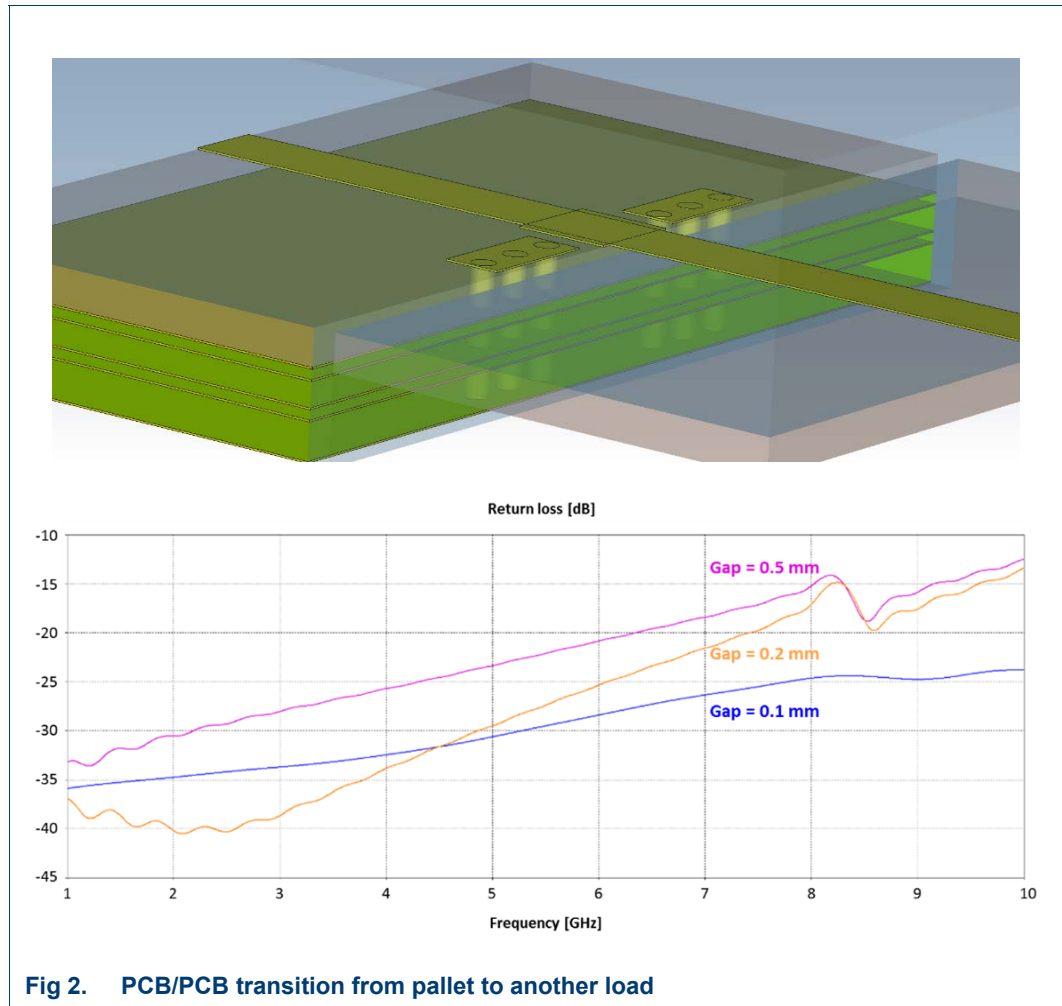 Return loss [dB]
-10
Gap = 0.5 mm
-15
-20
Gap = 0.2 mm
-25
Gap = 0.1 mm
-30
-35
-40
-45
1 2 3 4 5 6 7 8 9 10
Frequency [GHz]
Fig 2. PCB/PCB transition from pallet to another load